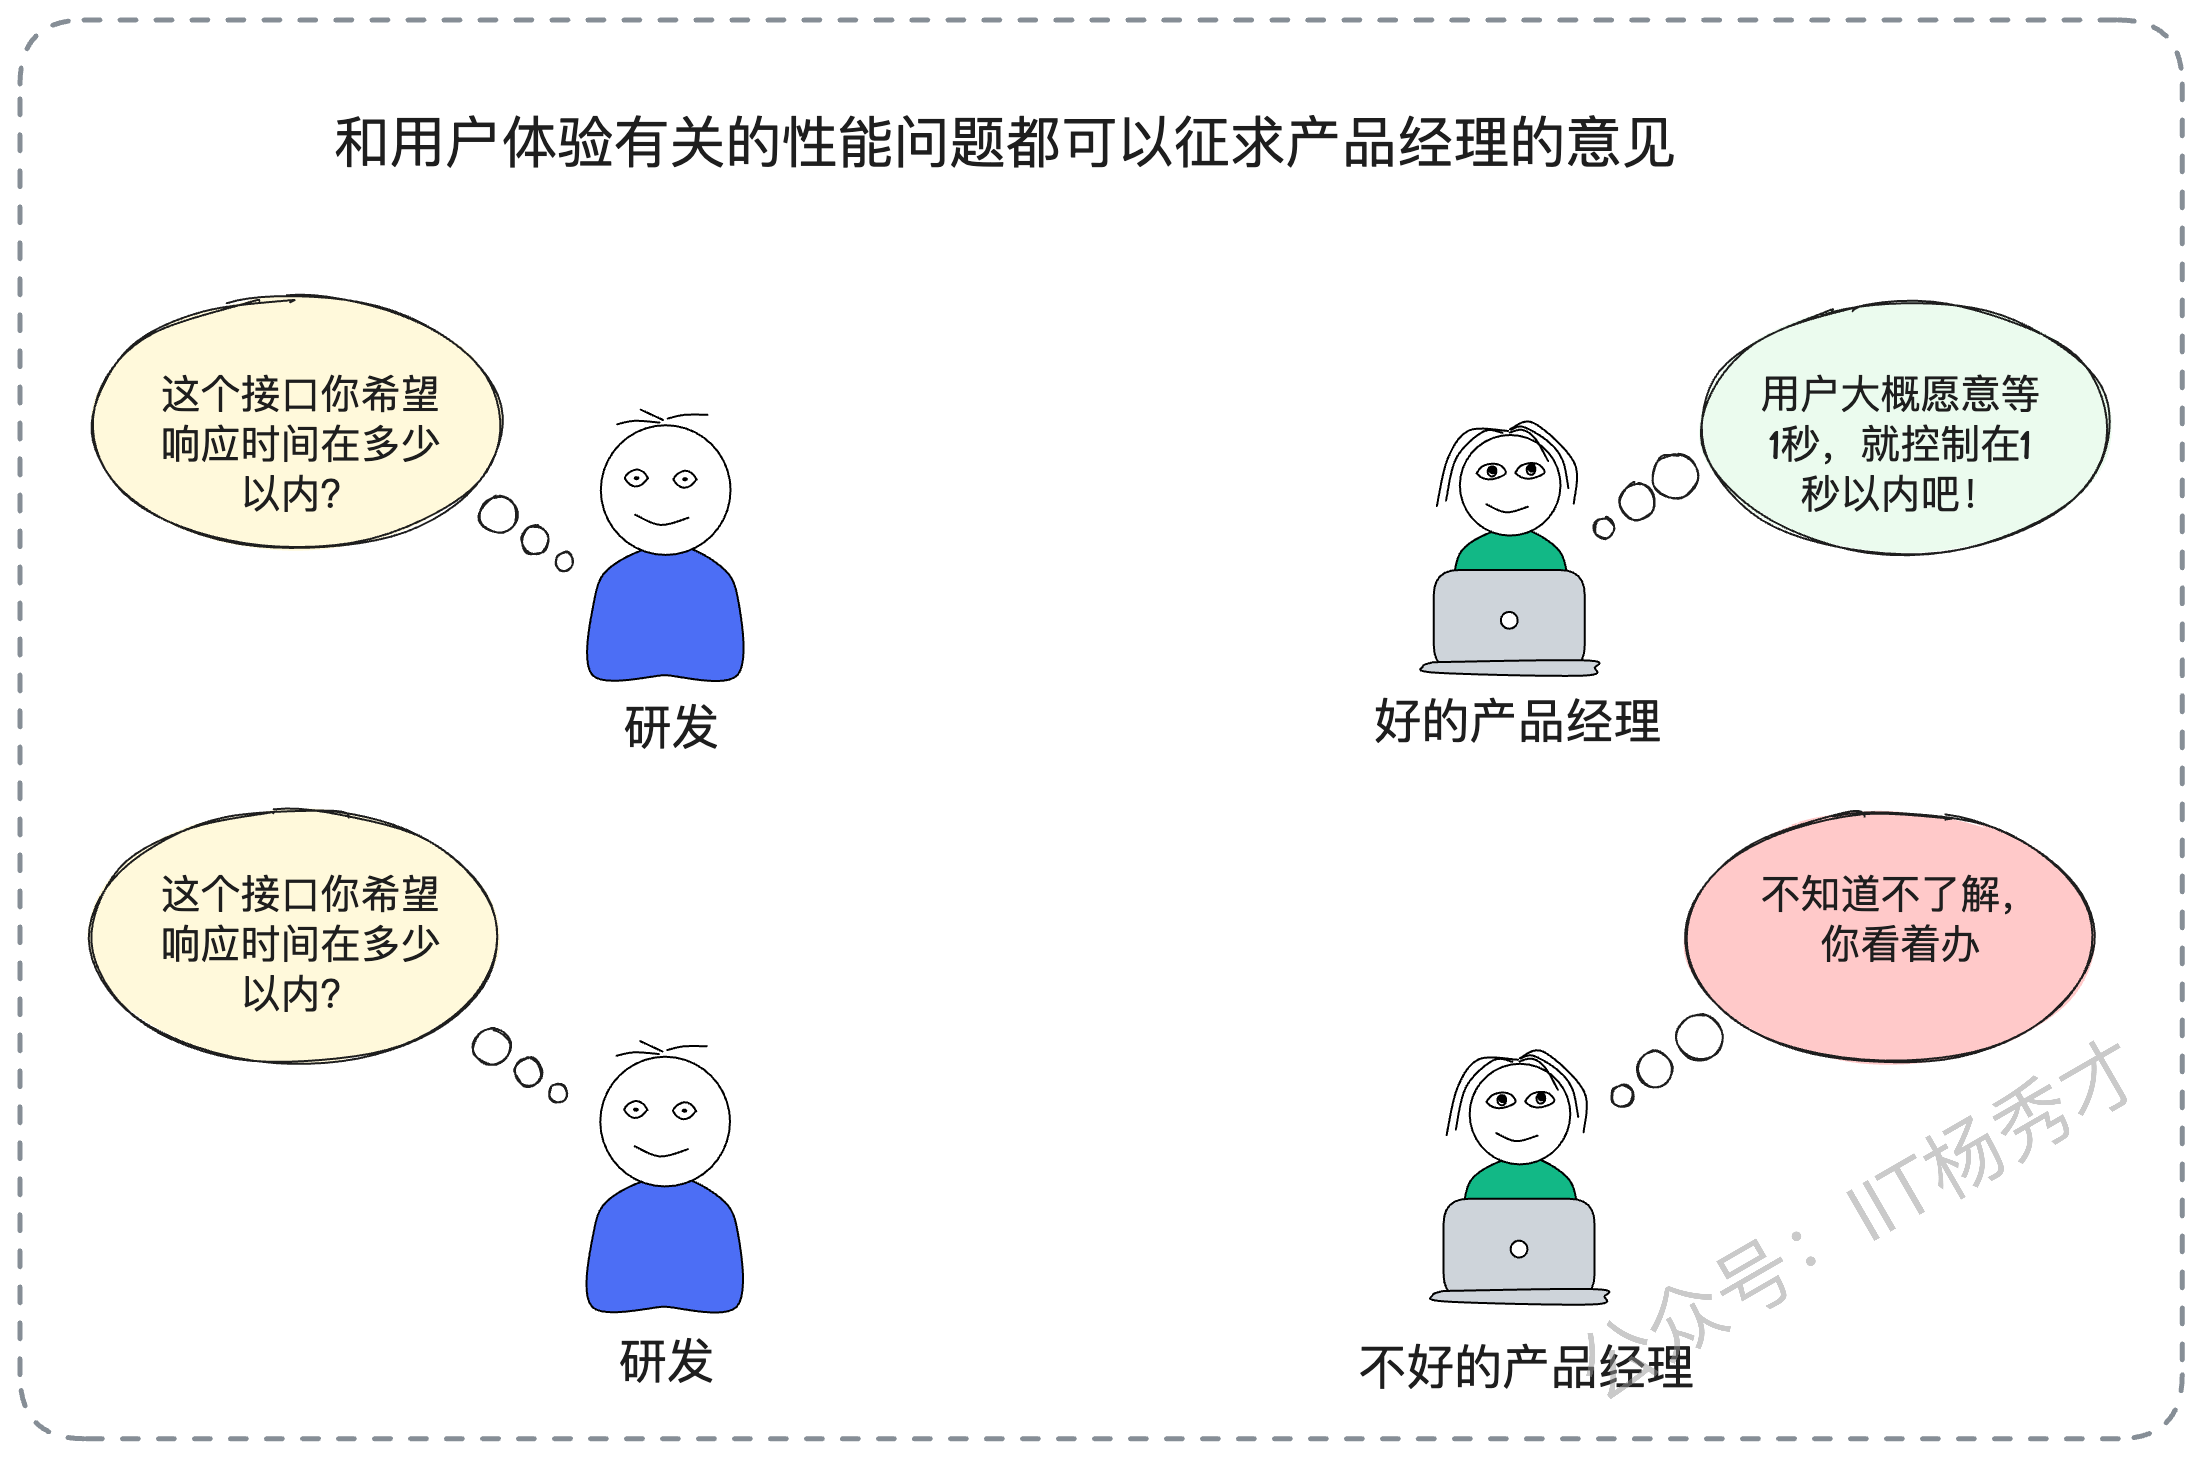 和用户体验有关的性能问题都可以征求产品经理的意见
这个接口你希望
响应时间在多少
以内?
用户大概愿意等
1秒，就控制在1
秒以内吧！
研发
好的产品经理
这个接口你希望
响应时间在多少
以内?
不知道不了解，
你看着办
研发
不好的产品经理
公众号：IIT杨秀才